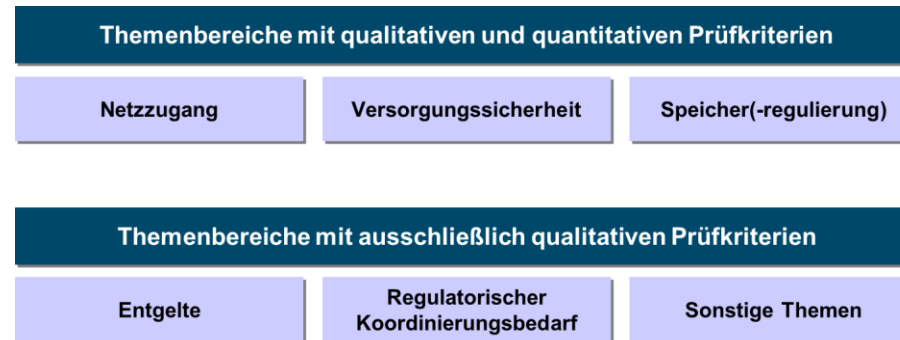 Themenbereiche mit qualitativen und quantitativen Prüfkriterien
Netzzugang
Versorgungssicherheit
Speicher(-regulierung)
Themenbereiche mit ausschließlich qualitativen Prüfkriterien
Entgelte
Regulatorischer
Koordinierungsbedarf
Sonstige Themen